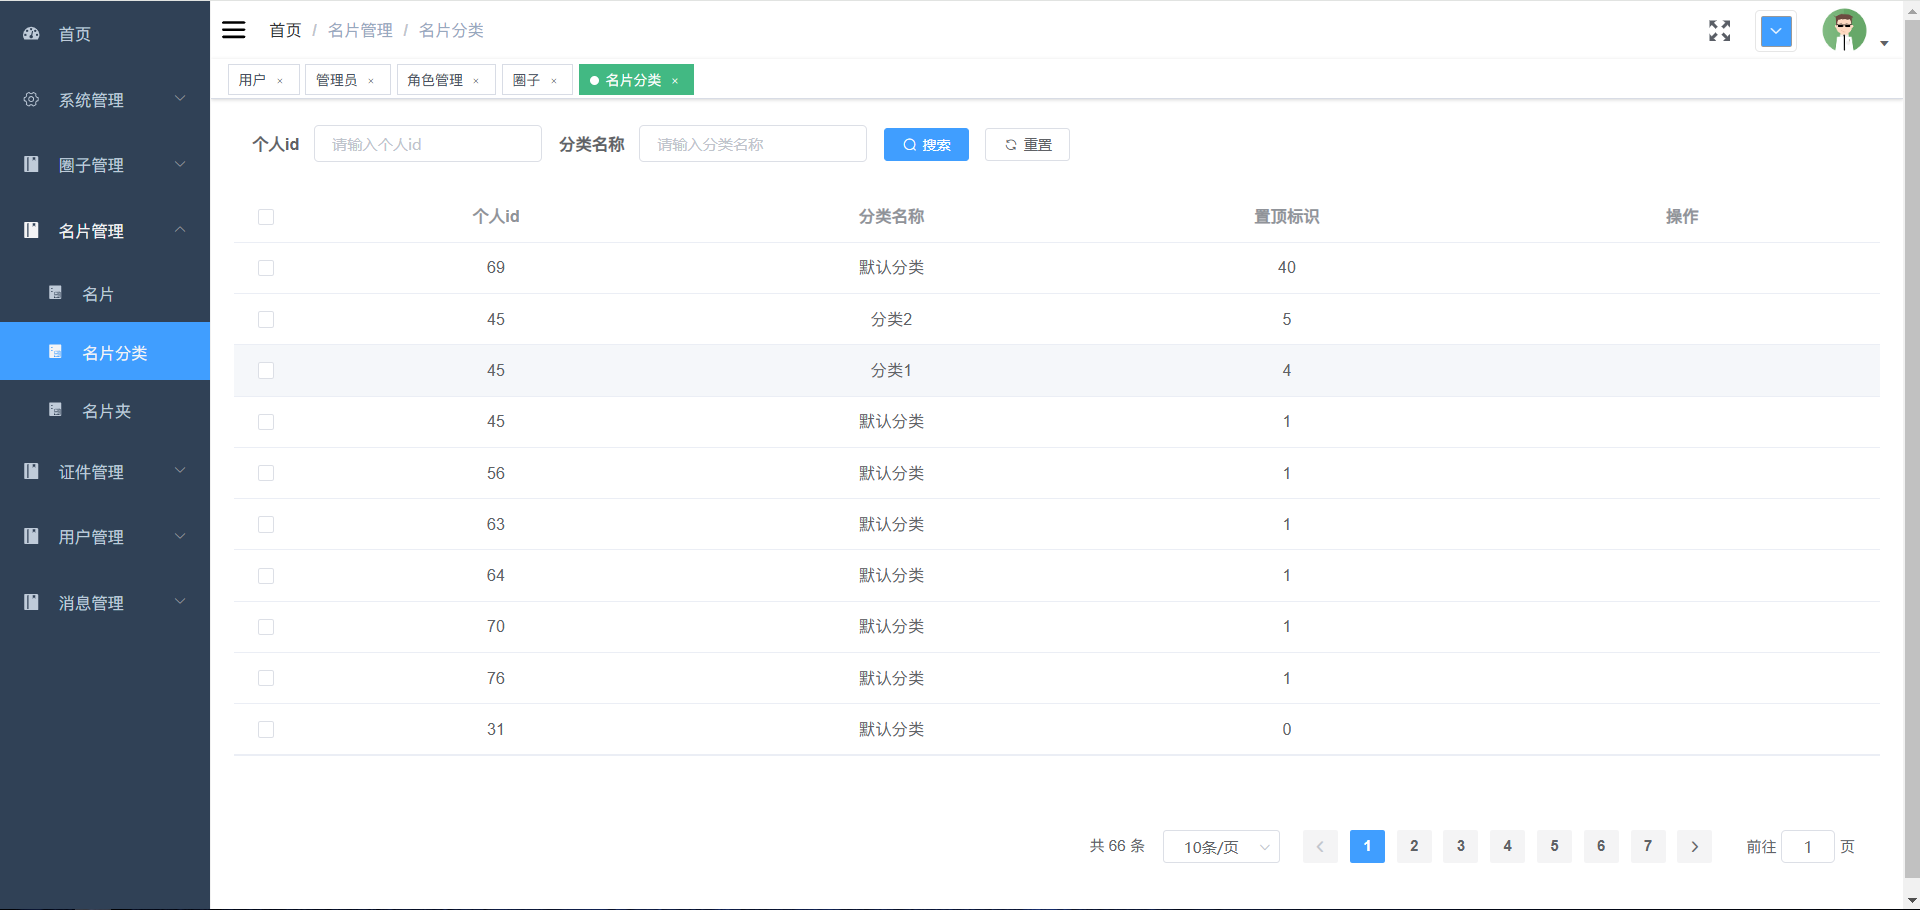 首页
系统管理
圈子管理
名片管理
名片
名片分类
名片夹
证件管理
用户管理
消息管理
首页 / 名片管理 / 名片分类
用户 × 管理员 × 角色管理 × 圈子 × 名片分类 ×
个人id 请输入个人id 分类名称 请输入分类名称 搜索 重置
个人id 分类名称 置顶标识 操作
69 默认分类 40
45 分类2 5
45 分类1 4
45 默认分类 1
56 默认分类 1
63 默认分类 1
64 默认分类 1
70 默认分类 1
76 默认分类 1
31 默认分类 0
共 66 条 10条/页 1 2 3 4 5 6 7 前往 1 页